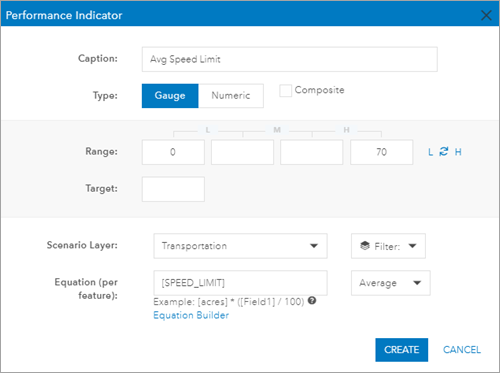 Performance Indicator
Caption: Avg Speed Limit
Type: Gauge Numeric Composite
L M H
Range: 0 70 L H
Target:
Scenario Layer: Transportation Filter:
Equation (per feature): [SPEED_LIMIT] Average
Example: [acres] * ([Field1] / 100)
Equation Builder
CREATE CANCEL